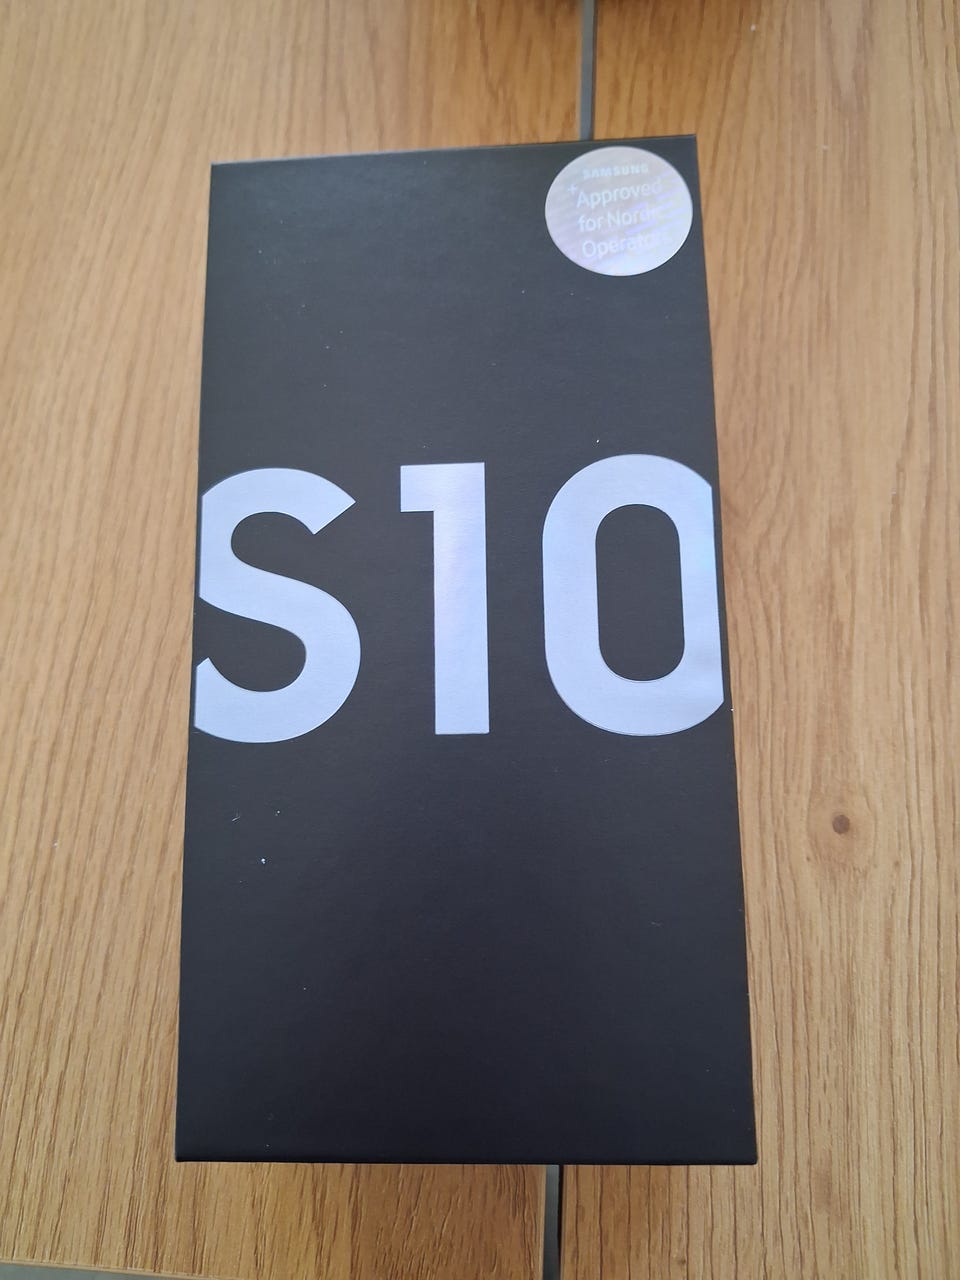 SAMSUNG
Approved
for Nordic
Operators
S10